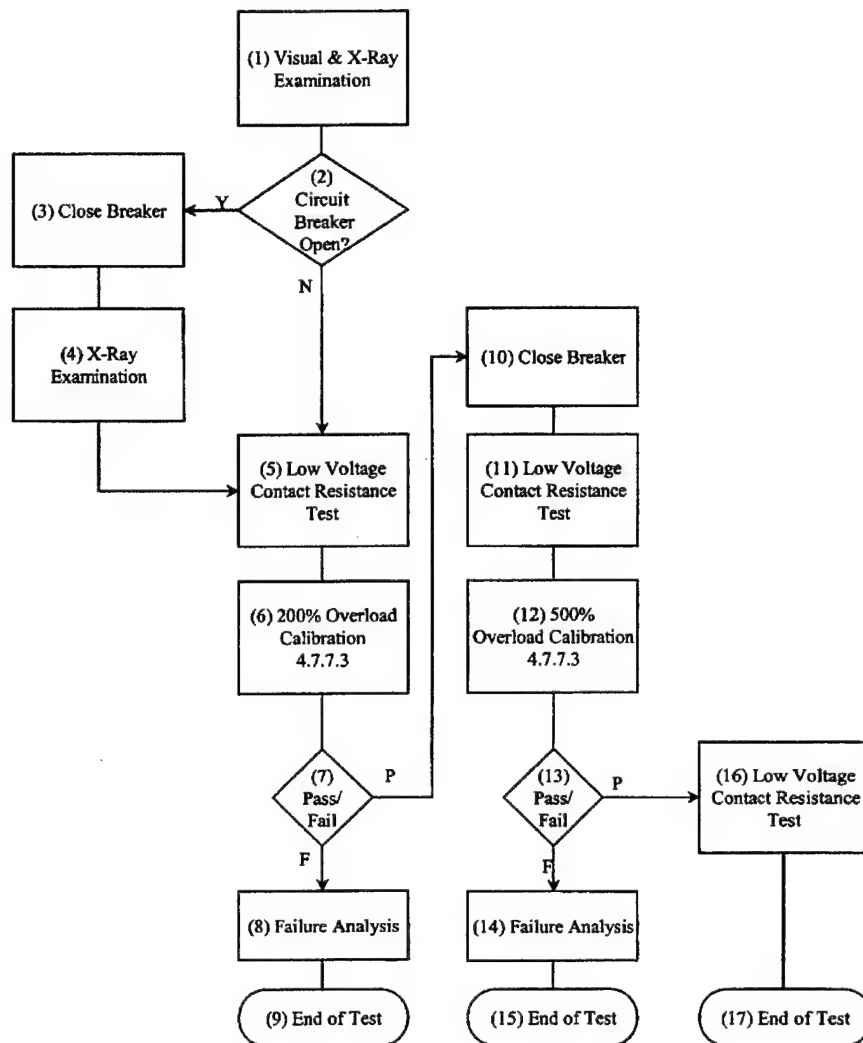 (1) Visual & X-Ray
Examination
(2)
Circuit
Breaker
Open?
Y
N
(3) Close Breaker
(4) X-Ray
Examination
(5) Low Voltage
Contact Resistance
Test
(6) 200% Overload
Calibration
4.7.7.3
(7)
Pass/
Fail
P
F
(8) Failure Analysis
(9) End of Test
(10) Close Breaker
(11) Low Voltage
Contact Resistance
Test
(12) 500%
Overload Calibration
4.7.7.3
(13)
Pass/
Fail
P
F
(14) Failure Analysis
(15) End of Test
(16) Low Voltage
Contact Resistance
Test
(17) End of Test